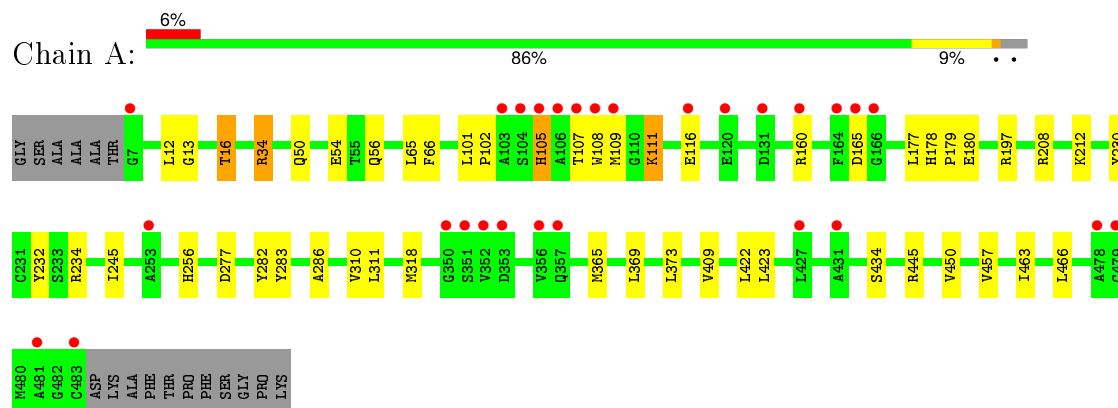 6%
Chain A:
86%
9%
GLY SER ALA ALA ALA THR G7 L12 G13 T16 R34 Q50 E54 T55 Q56 L65 F66 L101 P102 A103 S104 H105 A106 T107 W108 M109 G110 K111 E116 E120 D131 R160 F164 D165 G166 L177 H178 P179 E180 R197 R208 K212 Y230
C231 Y232 S233 R234 I245 A253 H256 D277 Y282 Y283 A286 V310 L311 M318 G350 S351 V352 D353 V356 Q357 M365 L369 L373 V409 L422 L423 L427 A431 S434 R445 V450 V457 I463 L466 A478 G479
M480 A481 G482 C483 ASP LYS ALA PHE THR PRO PHE SER GLY PRO LYS